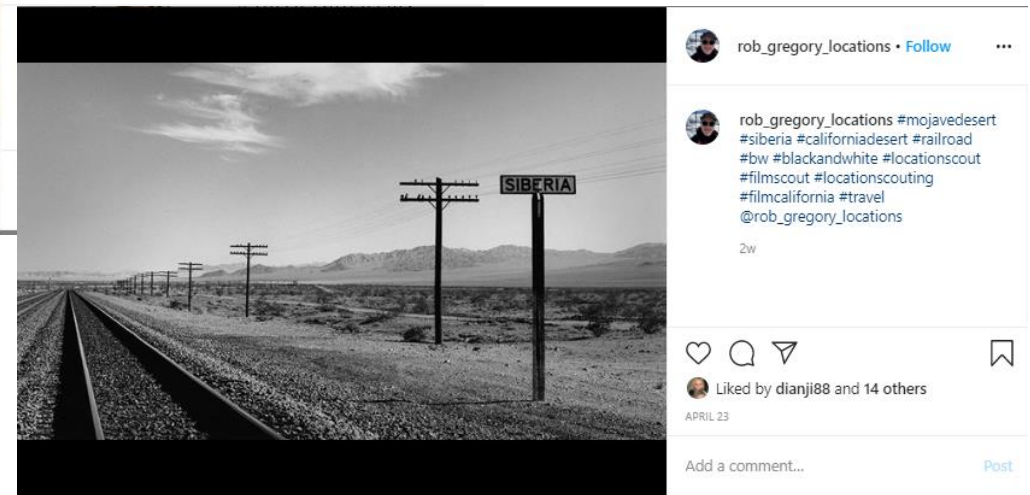 SIBERIA
rob_gregory_locations • Follow
rob_gregory_locations #mojavedesert
#siberia #californiadesert #railroad
#bw #blackandwhite #locationscout
#filmscout #locationscouting
#filmcalifornia #travel
@rob_gregory_locations
2w
Liked by dianji88 and 14 others
APRIL 23
Add a comment...
Post